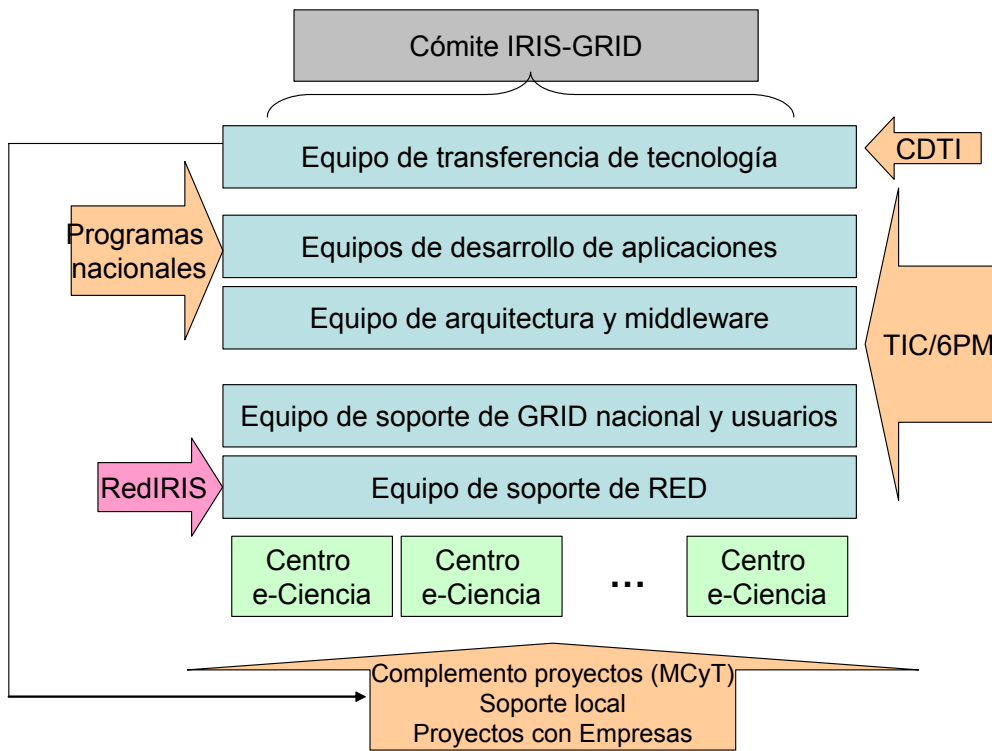 Cómite IRIS-GRID
Equipo de transferencia de tecnología
CDTI
Programas
nacionales
Equipos de desarrollo de aplicaciones
Equipo de arquitectura y middleware
TIC/6PM
Equipo de soporte de GRID nacional y usuarios
RedIRIS
Equipo de soporte de RED
Centro
e-Ciencia
Centro
e-Ciencia
...
Centro
e-Ciencia
Complemento proyectos (MCyT)
Soporte local
Proyectos con Empresas